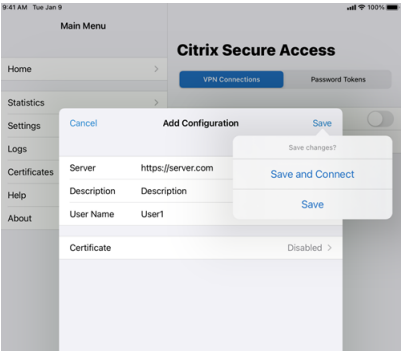 9:41 AM Tue Jan 9
100%
Main Menu
Citrix Secure Access
Home
VPN Connections
Password Tokens
Statistics
Settings
Logs
Certificates
Help
About
Cancel
Add Configuration
Save
Save changes?
Save and Connect
Save
Server https://server.com
Description Description
User Name User1
Certificate Disabled